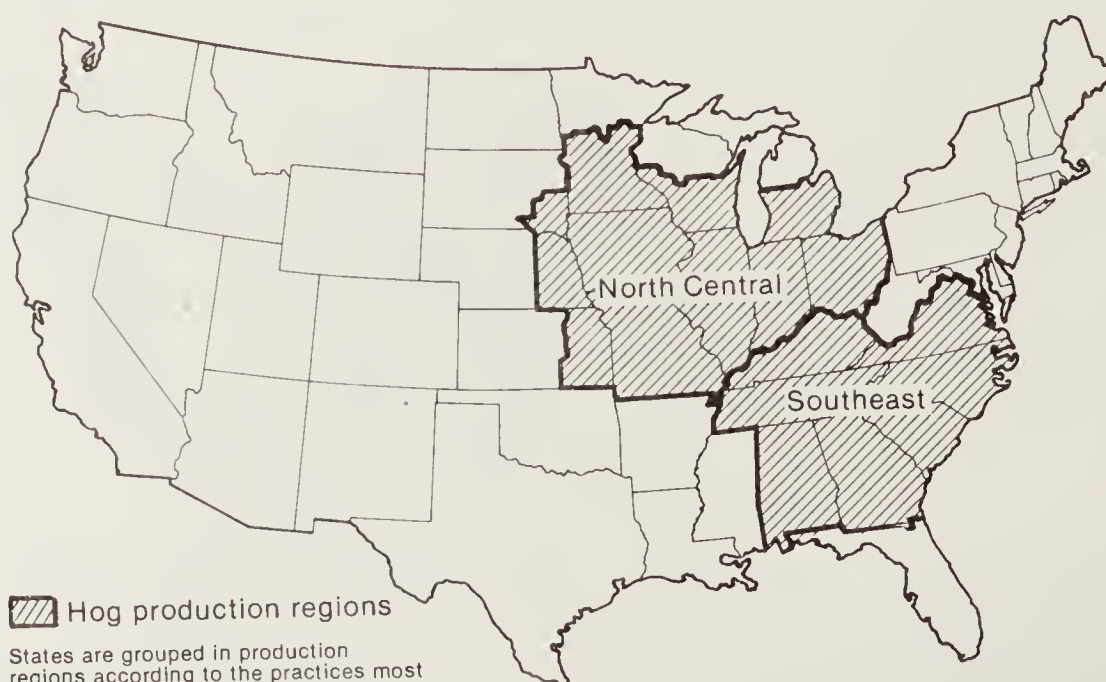 North Central
Southeast
Hog production regions
States are grouped in production
regions according to the practices most